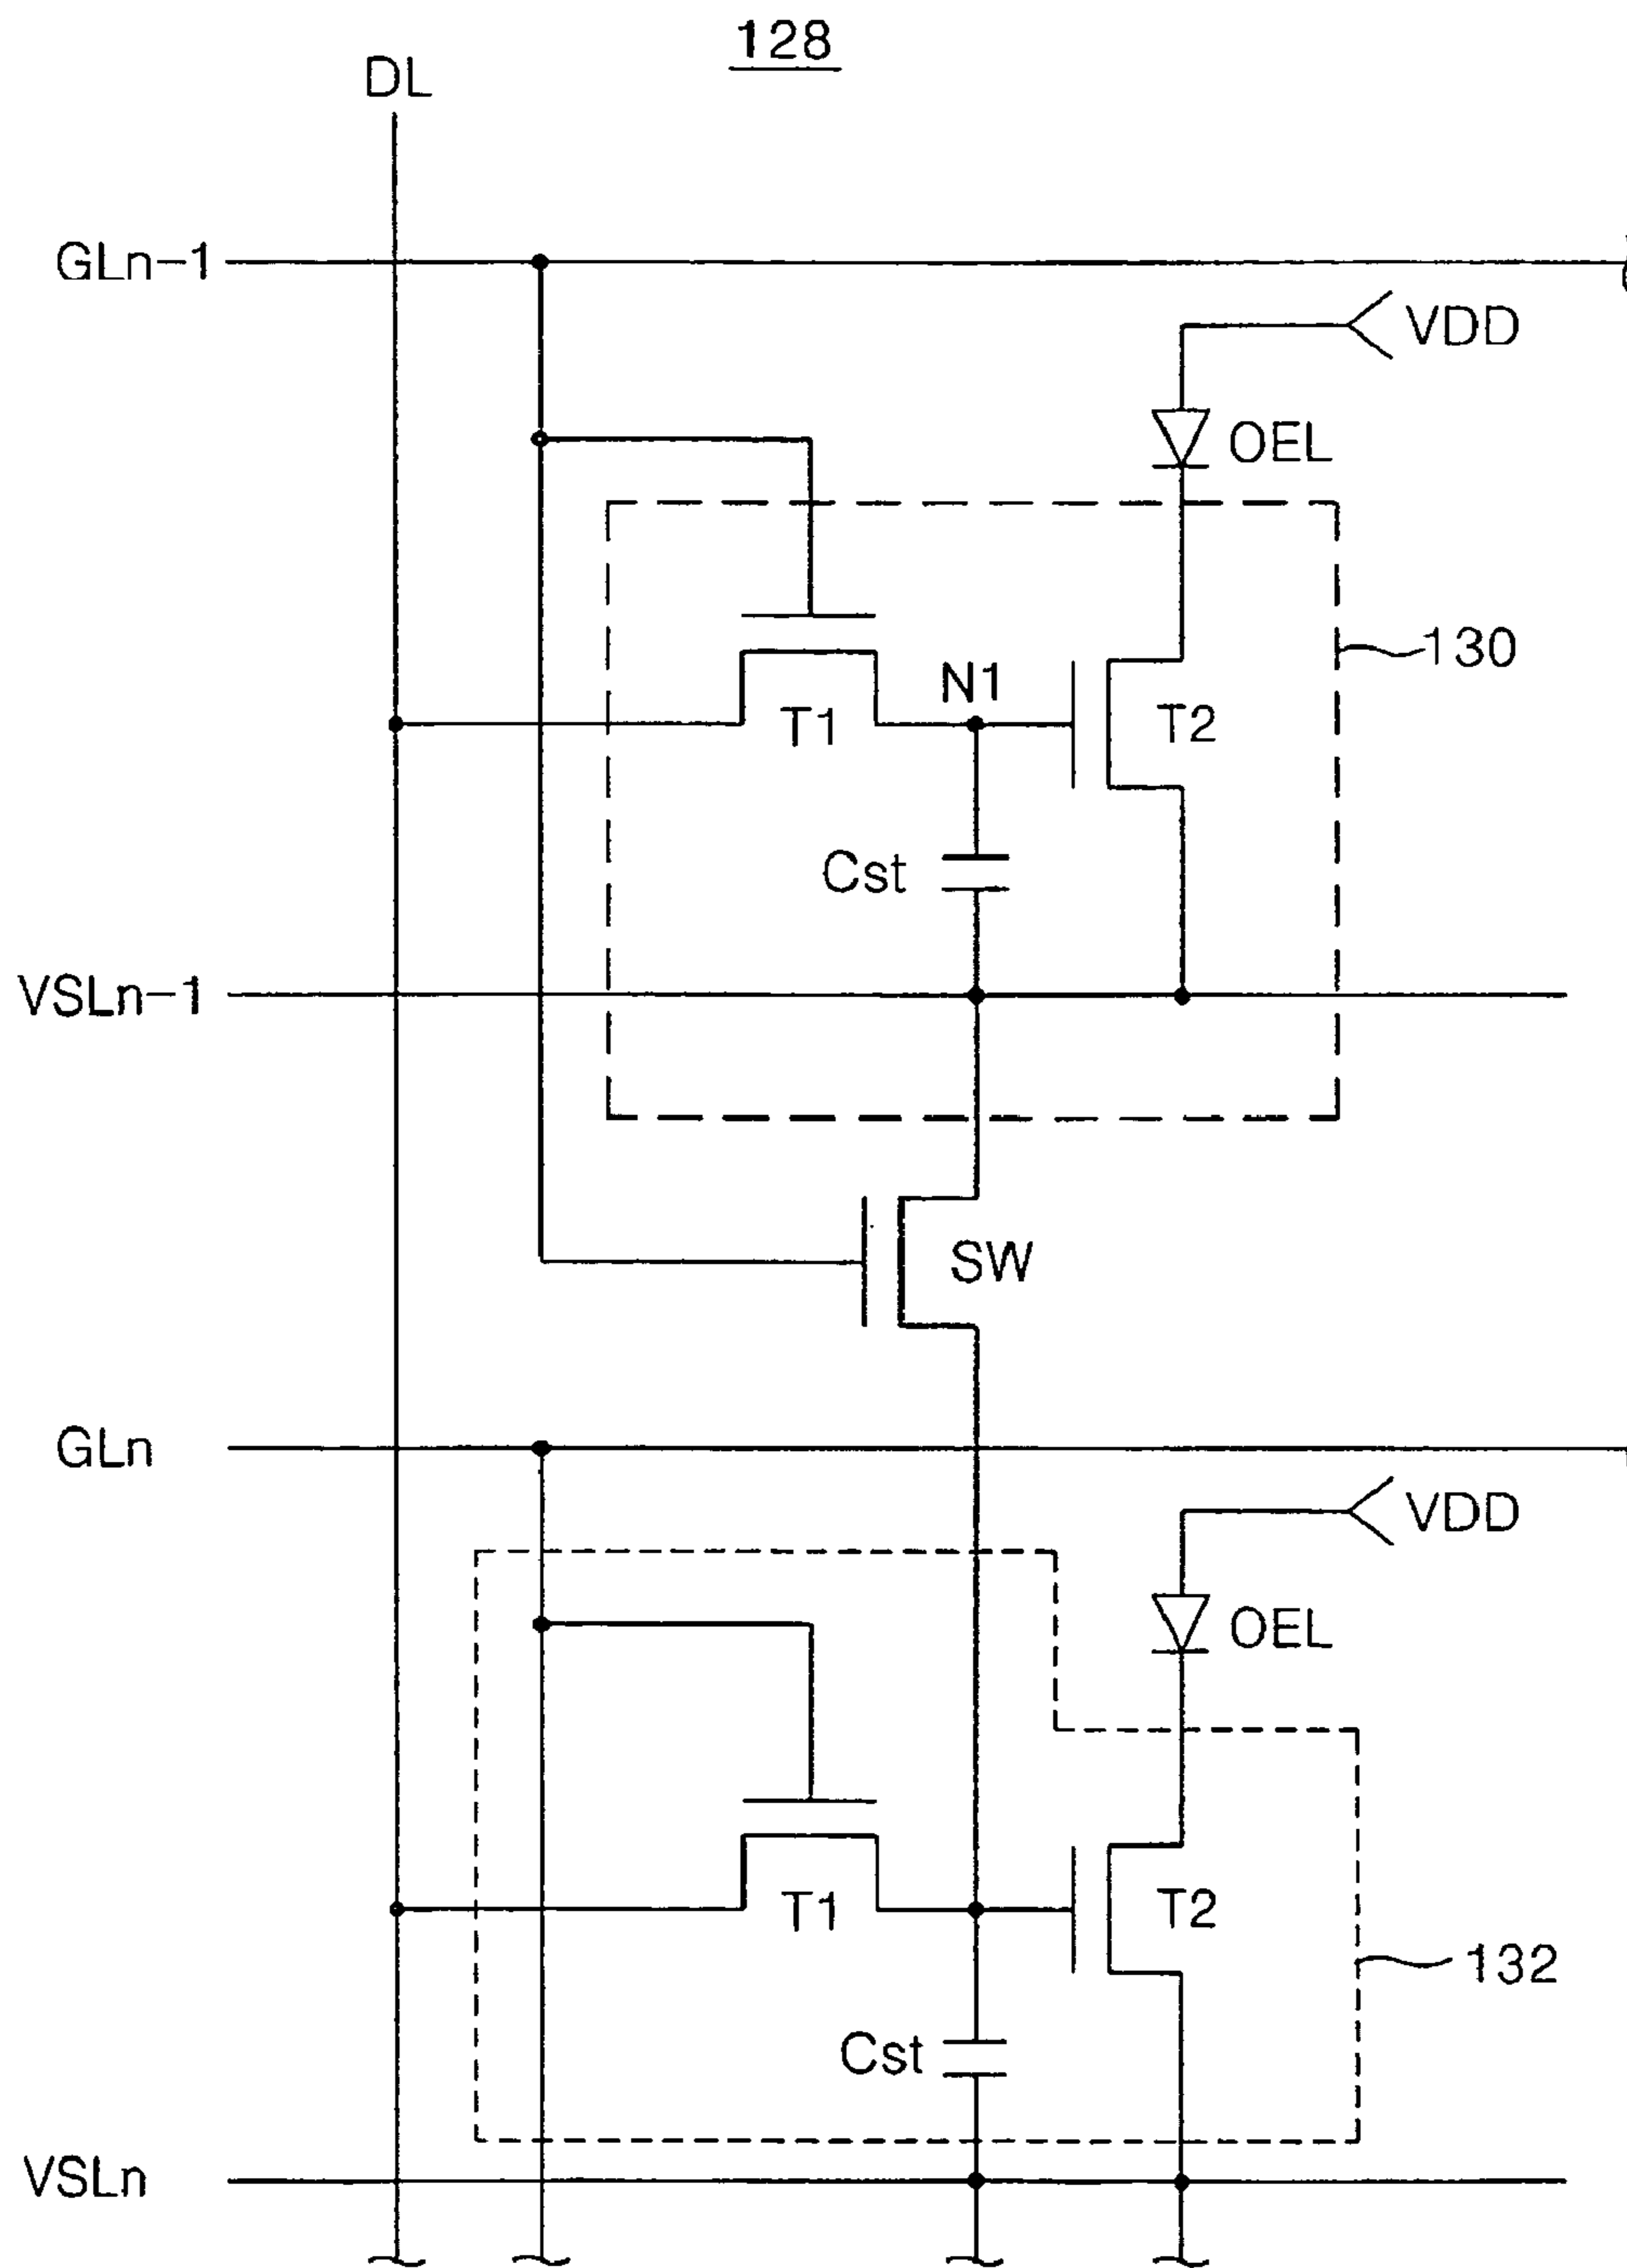 128
DL
GLn-1
VDD
OEL
130
N1
T1
T2
Cst
VSLn-1
SW
GLn
VDD
OEL
T1
T2
132
Cst
VSLn